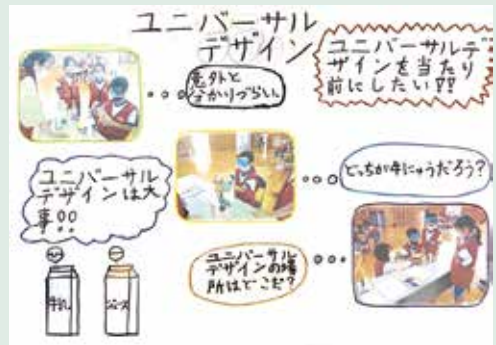 ユニバーサル
デザイン
ユニバーサルデ
ザインを当たり
前にしたい!!
意外と
分かりづらい。
どっちが牛にゅうだろう?
ユニバーサル
デザインは大
事!!
ユニバーサル
デザインの場
所はどこだ?
牛乳
ジュース